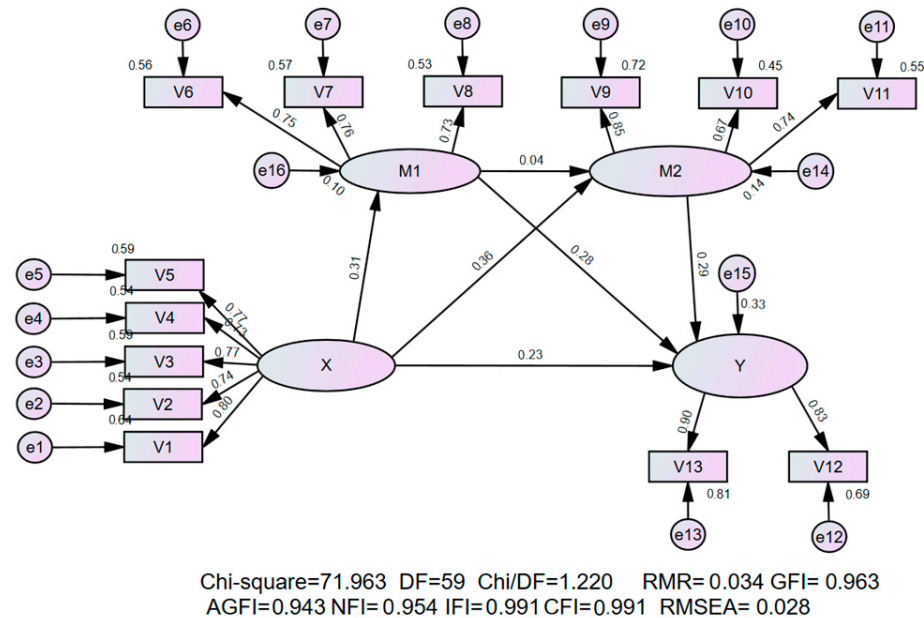 e6 e7 e8 e9 e10 e11
0.56 0.57 0.53 0.72 0.45 0.55
V6 V7 V8 V9 V10 V11
0.75 0.76 0.73 0.85 0.67 0.74
e16 0.10 M1 0.04 M2 0.14 e14
0.31 0.36 0.28 0.29
0.59
e5 V5 e15
0.77 0.33
0.54
e4 V4
0.73
0.59
e3 V3 0.77 X 0.23 Y
0.54
e2 V2 0.74
0.64 0.80 0.90 0.83
e1 V1
V13 V12
0.81 0.69
e13 e12
Chi-square=71.963 DF=59 Chi/DF=1.220 RMR= 0.034 GFI= 0.963
AGFI=0.943 NFI= 0.954 IFI=0.991 CFI=0.991 RMSEA= 0.028